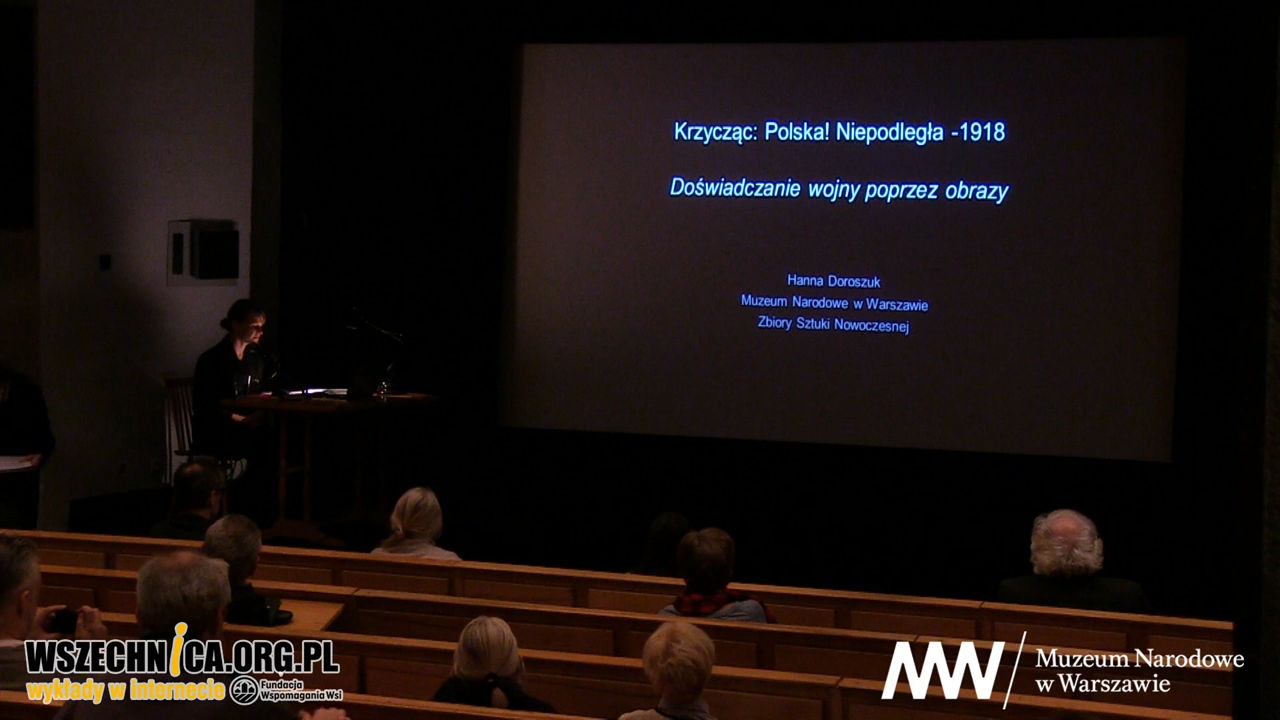 Krzycząc: Polska! Niepodległa -1918
Doświadczanie wojny poprzez obrazy
Hanna Doroszuk
Muzeum Narodowe w Warszawie
Zbiory Sztuki Nowoczesnej
WSZECHNiCA.ORG.PL
wykłady w internecie
Fundacja
Wspomagania Wsi
Muzeum Narodowe
w Warszawie